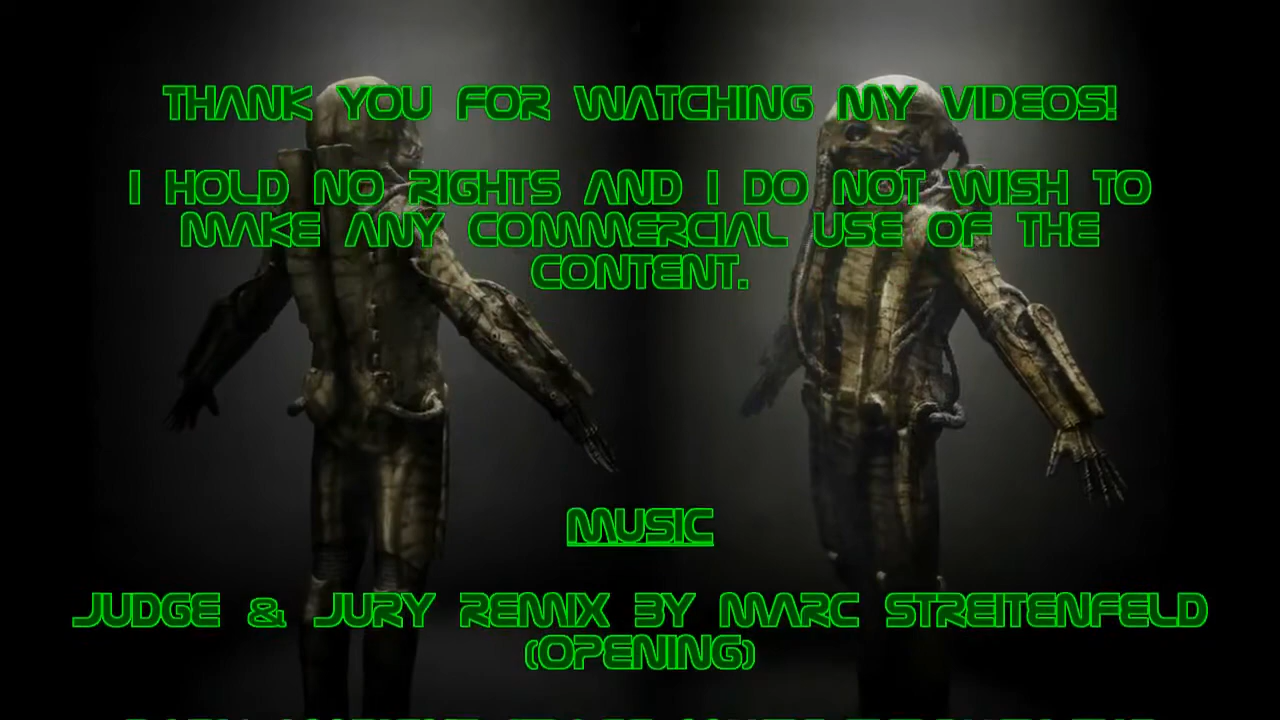 THANK YOU FOR WATCHING MY VIDEOS!
I HOLD NO RIGHTS AND I DO NOT WISH TO
MAKE ANY COMMERCIAL USE OF THE
CONTENT.
MUSIC
JUDGE & JURY REMIX BY MARC STREITENFELD
(OPENING)